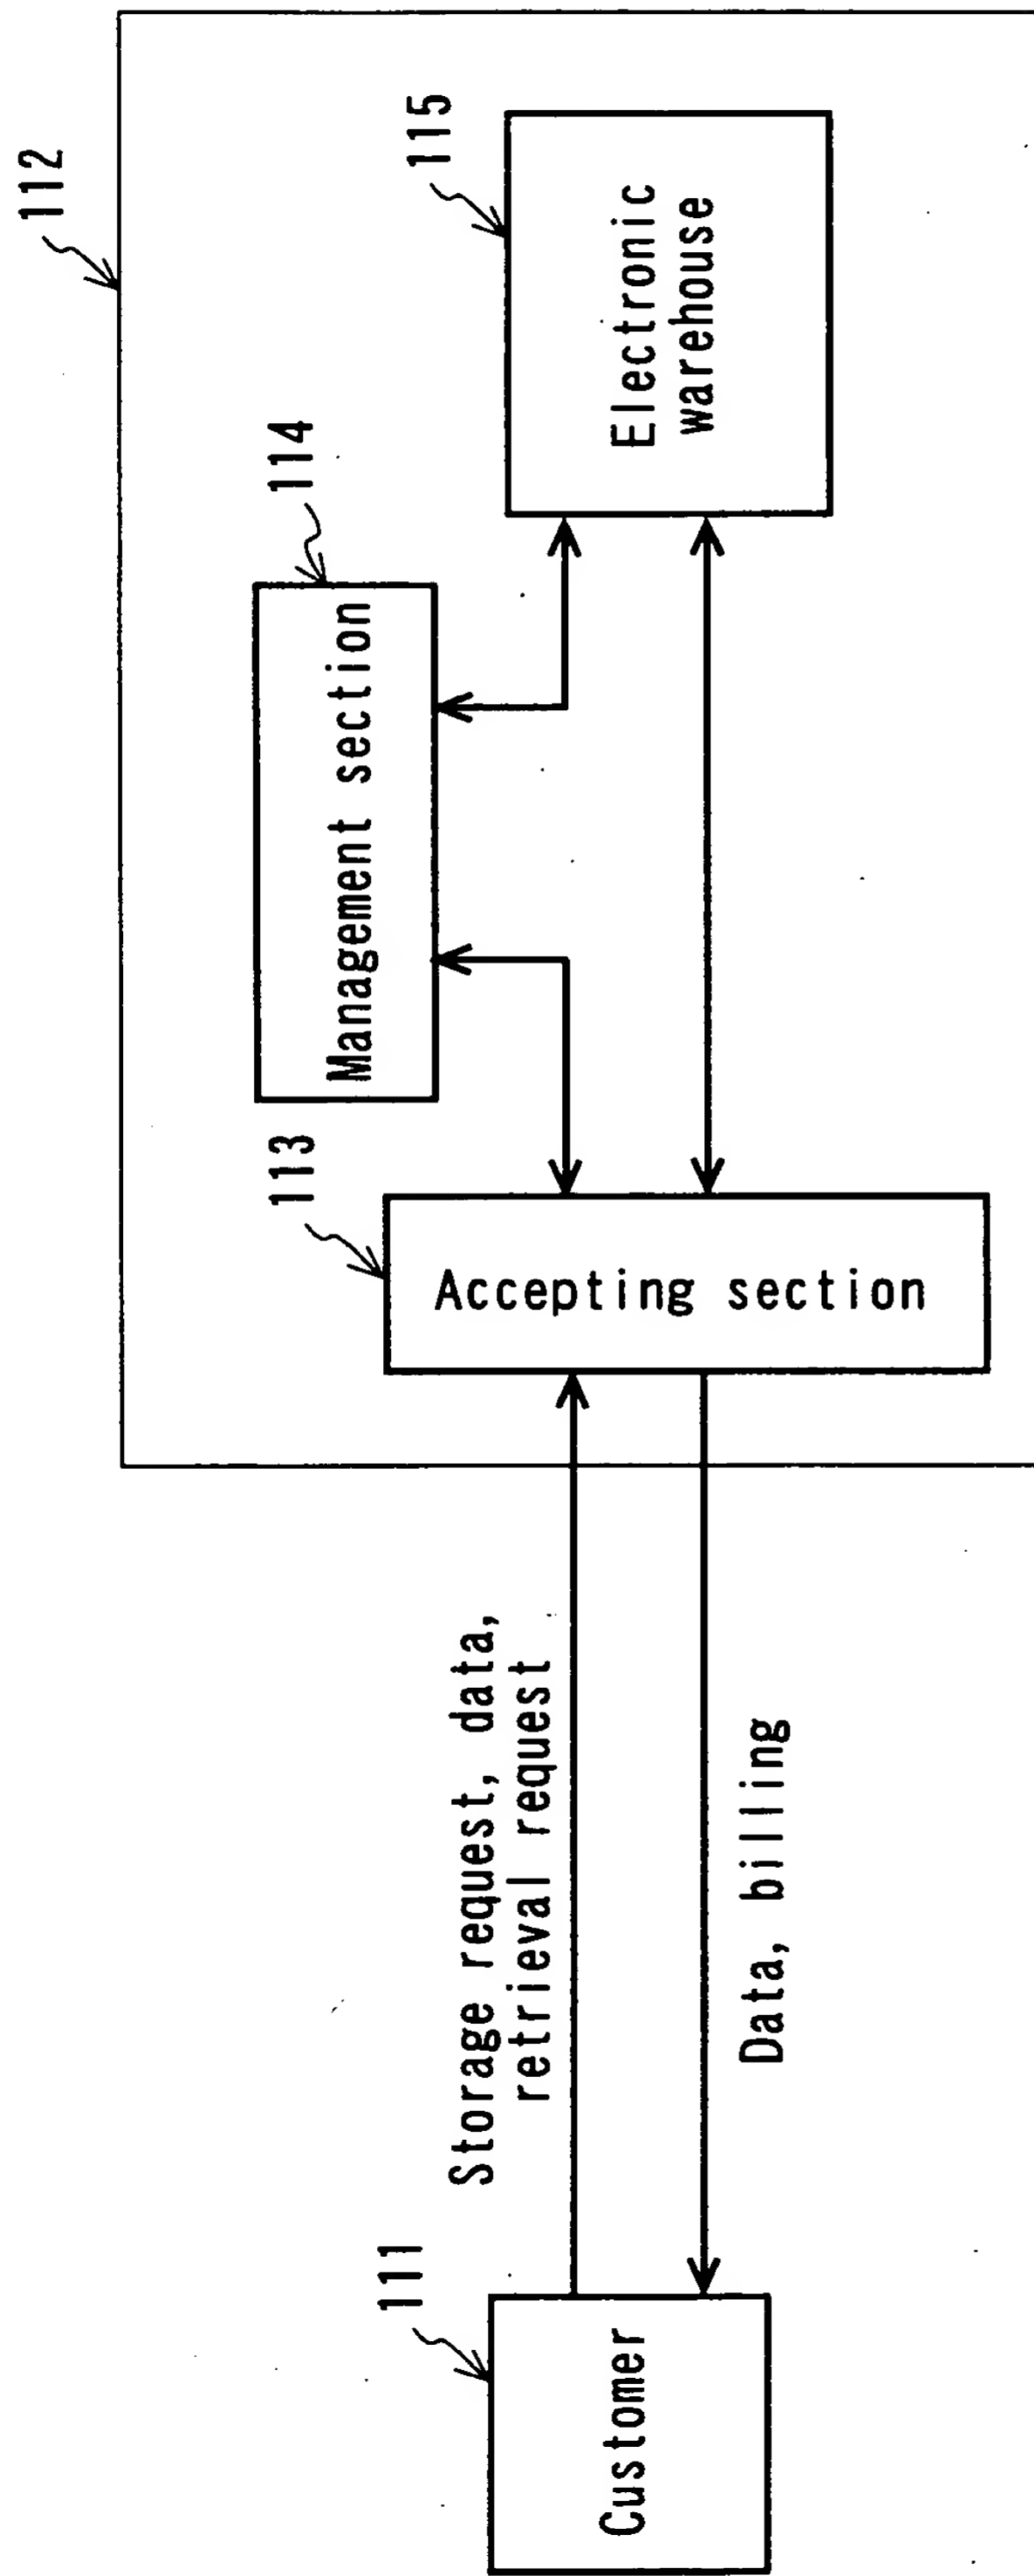 112
115
Electronic
warehouse
114
Management section
113
Accepting section
Storage request, data,
retrieval request
Data, billing
111
Customer